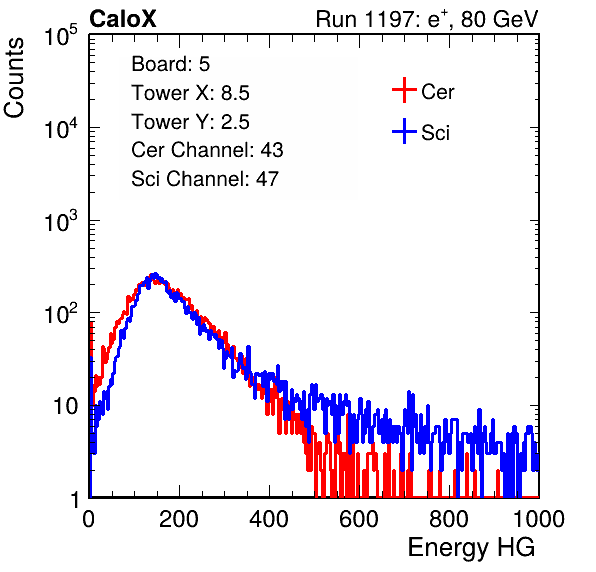 CaloX Run 1197: e⁺, 80 GeV
Counts
Board: 5
Tower X: 8.5
Tower Y: 2.5
Cer Channel: 43
Sci Channel: 47
Cer
Sci
10⁵
10⁴
10³
10²
10
1
0 200 400 600 800 1000
Energy HG